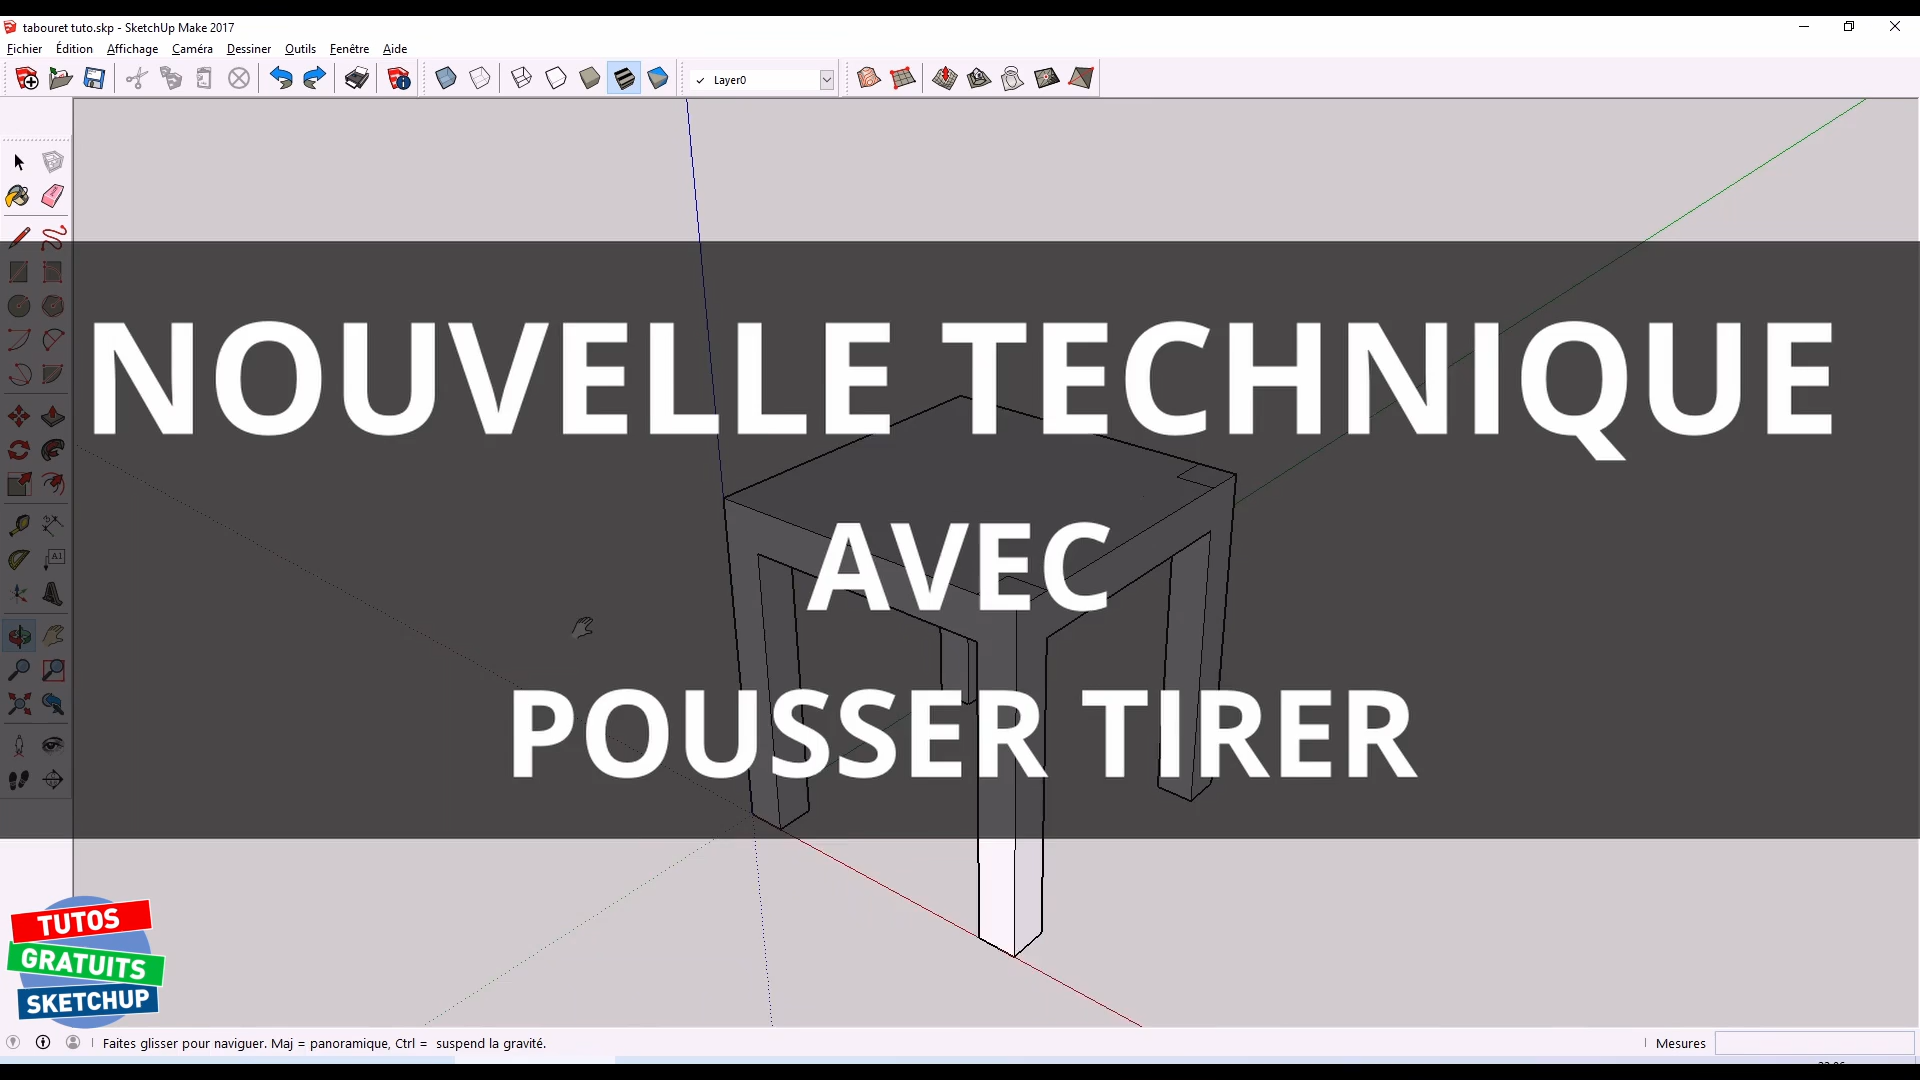 tabouret tuto.skp - SketchUp Make 2017
Fichier Édition Affichage Caméra Dessiner Outils Fenêtre Aide
Layer0
NOUVELLE TECHNIQUE
AVEC
POUSSER TIRER
A1
TUTOS
GRATUITS
SKETCHUP
Faites glisser pour naviguer. Maj = panoramique, Ctrl = suspend la gravité.
Mesures